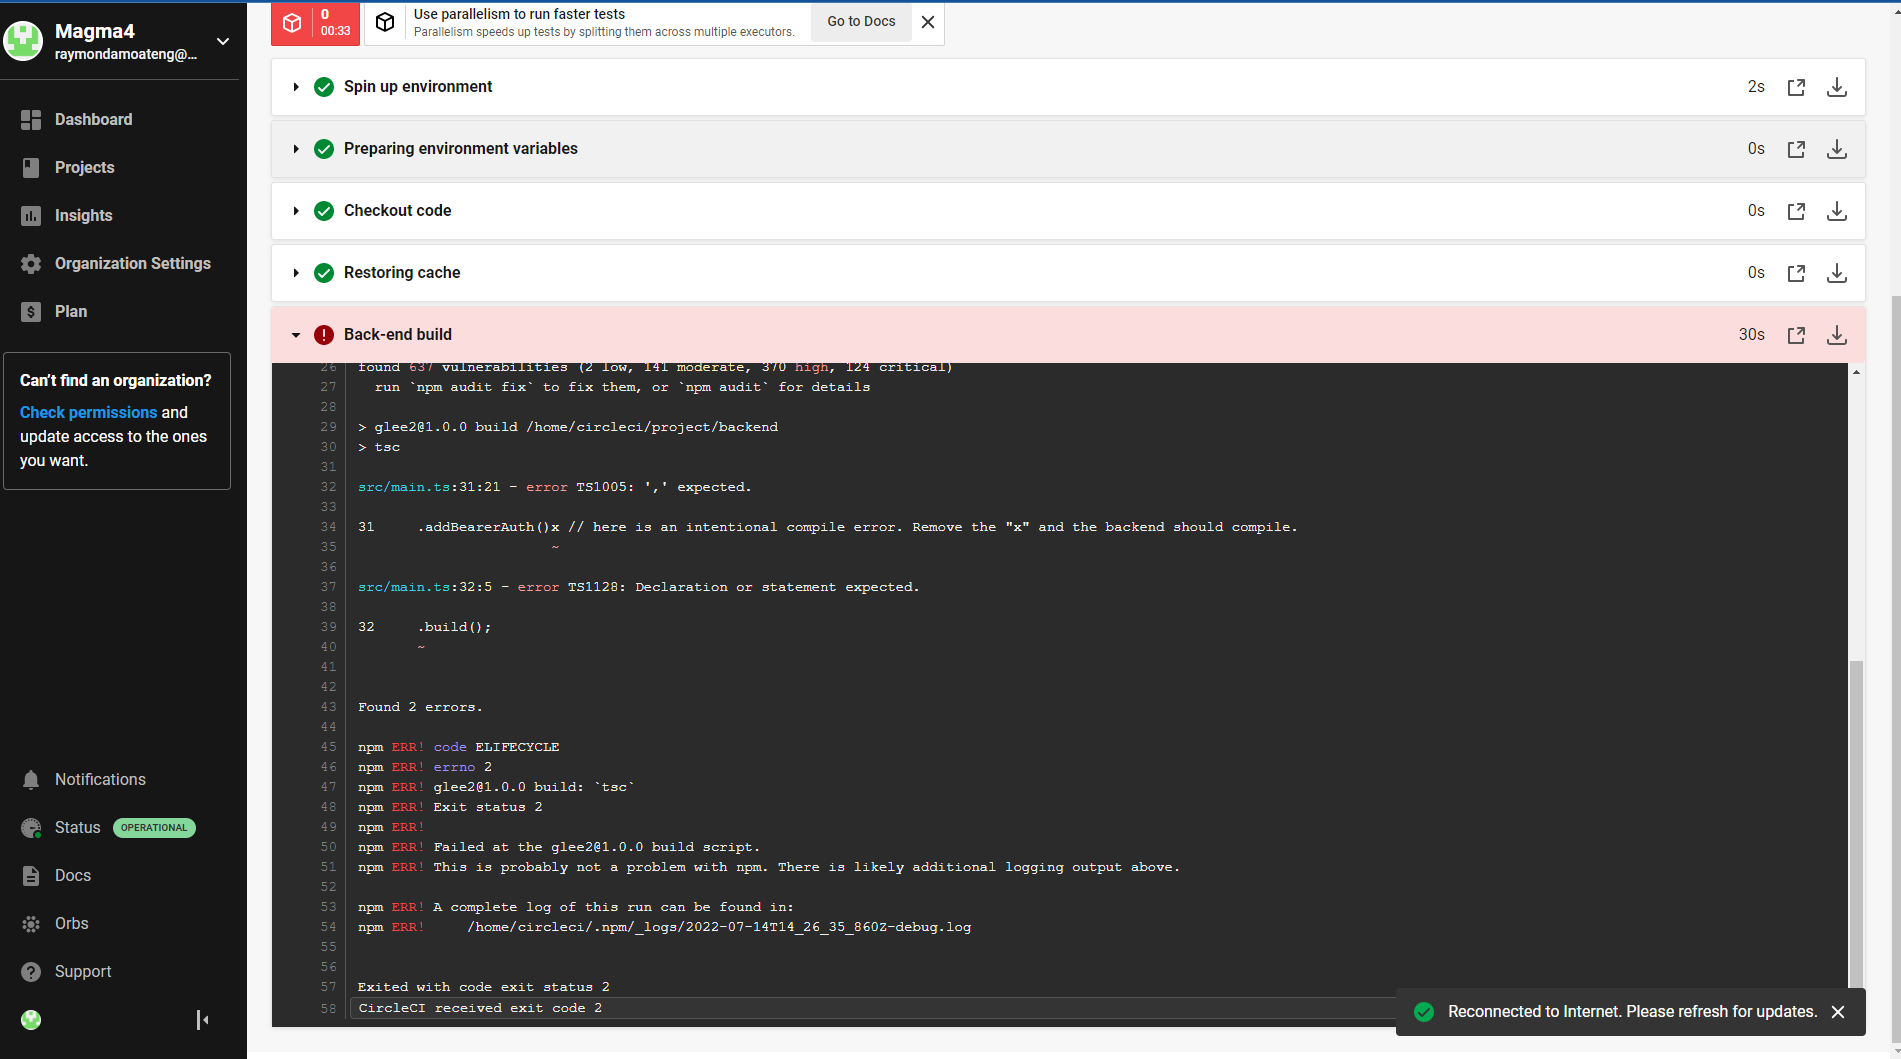 Magma4
raymondamoateng@...
Dashboard
Projects
Insights
Organization Settings
Plan
Can't find an organization?
Check permissions and
update access to the ones
you want.
Notifications
Status OPERATIONAL
Docs
Orbs
Support
0
00:33
Use parallelism to run faster tests
Parallelism speeds up tests by splitting them across multiple executors.
Go to Docs
Spin up environment 2s
Preparing environment variables 0s
Checkout code 0s
Restoring cache 0s
Back-end build 30s
26 found 637 vulnerabilities (2 low, 141 moderate, 370 high, 124 critical)
27   run `npm audit fix` to fix them, or `npm audit` for details
28
29 > glee2@1.0.0 build /home/circleci/project/backend
30 > tsc
31
32 src/main.ts:31:21 - error TS1005: ',' expected.
33
34 31     .addBearerAuth()x // here is an intentional compile error. Remove the "x" and the backend should compile.
35                        ~
36
37 src/main.ts:32:5 - error TS1128: Declaration or statement expected.
38
39 32     .build();
40        ~
41
42
43 Found 2 errors.
44
45 npm ERR! code ELIFECYCLE
46 npm ERR! errno 2
47 npm ERR! glee2@1.0.0 build: `tsc`
48 npm ERR! Exit status 2
49 npm ERR!
50 npm ERR! Failed at the glee2@1.0.0 build script.
51 npm ERR! This is probably not a problem with npm. There is likely additional logging output above.
52
53 npm ERR! A complete log of this run can be found in:
54 npm ERR!     /home/circleci/.npm/_logs/2022-07-14T14_26_35_860Z-debug.log
55
56
57 Exited with code exit status 2
58 CircleCI received exit code 2
Reconnected to Internet. Please refresh for updates.